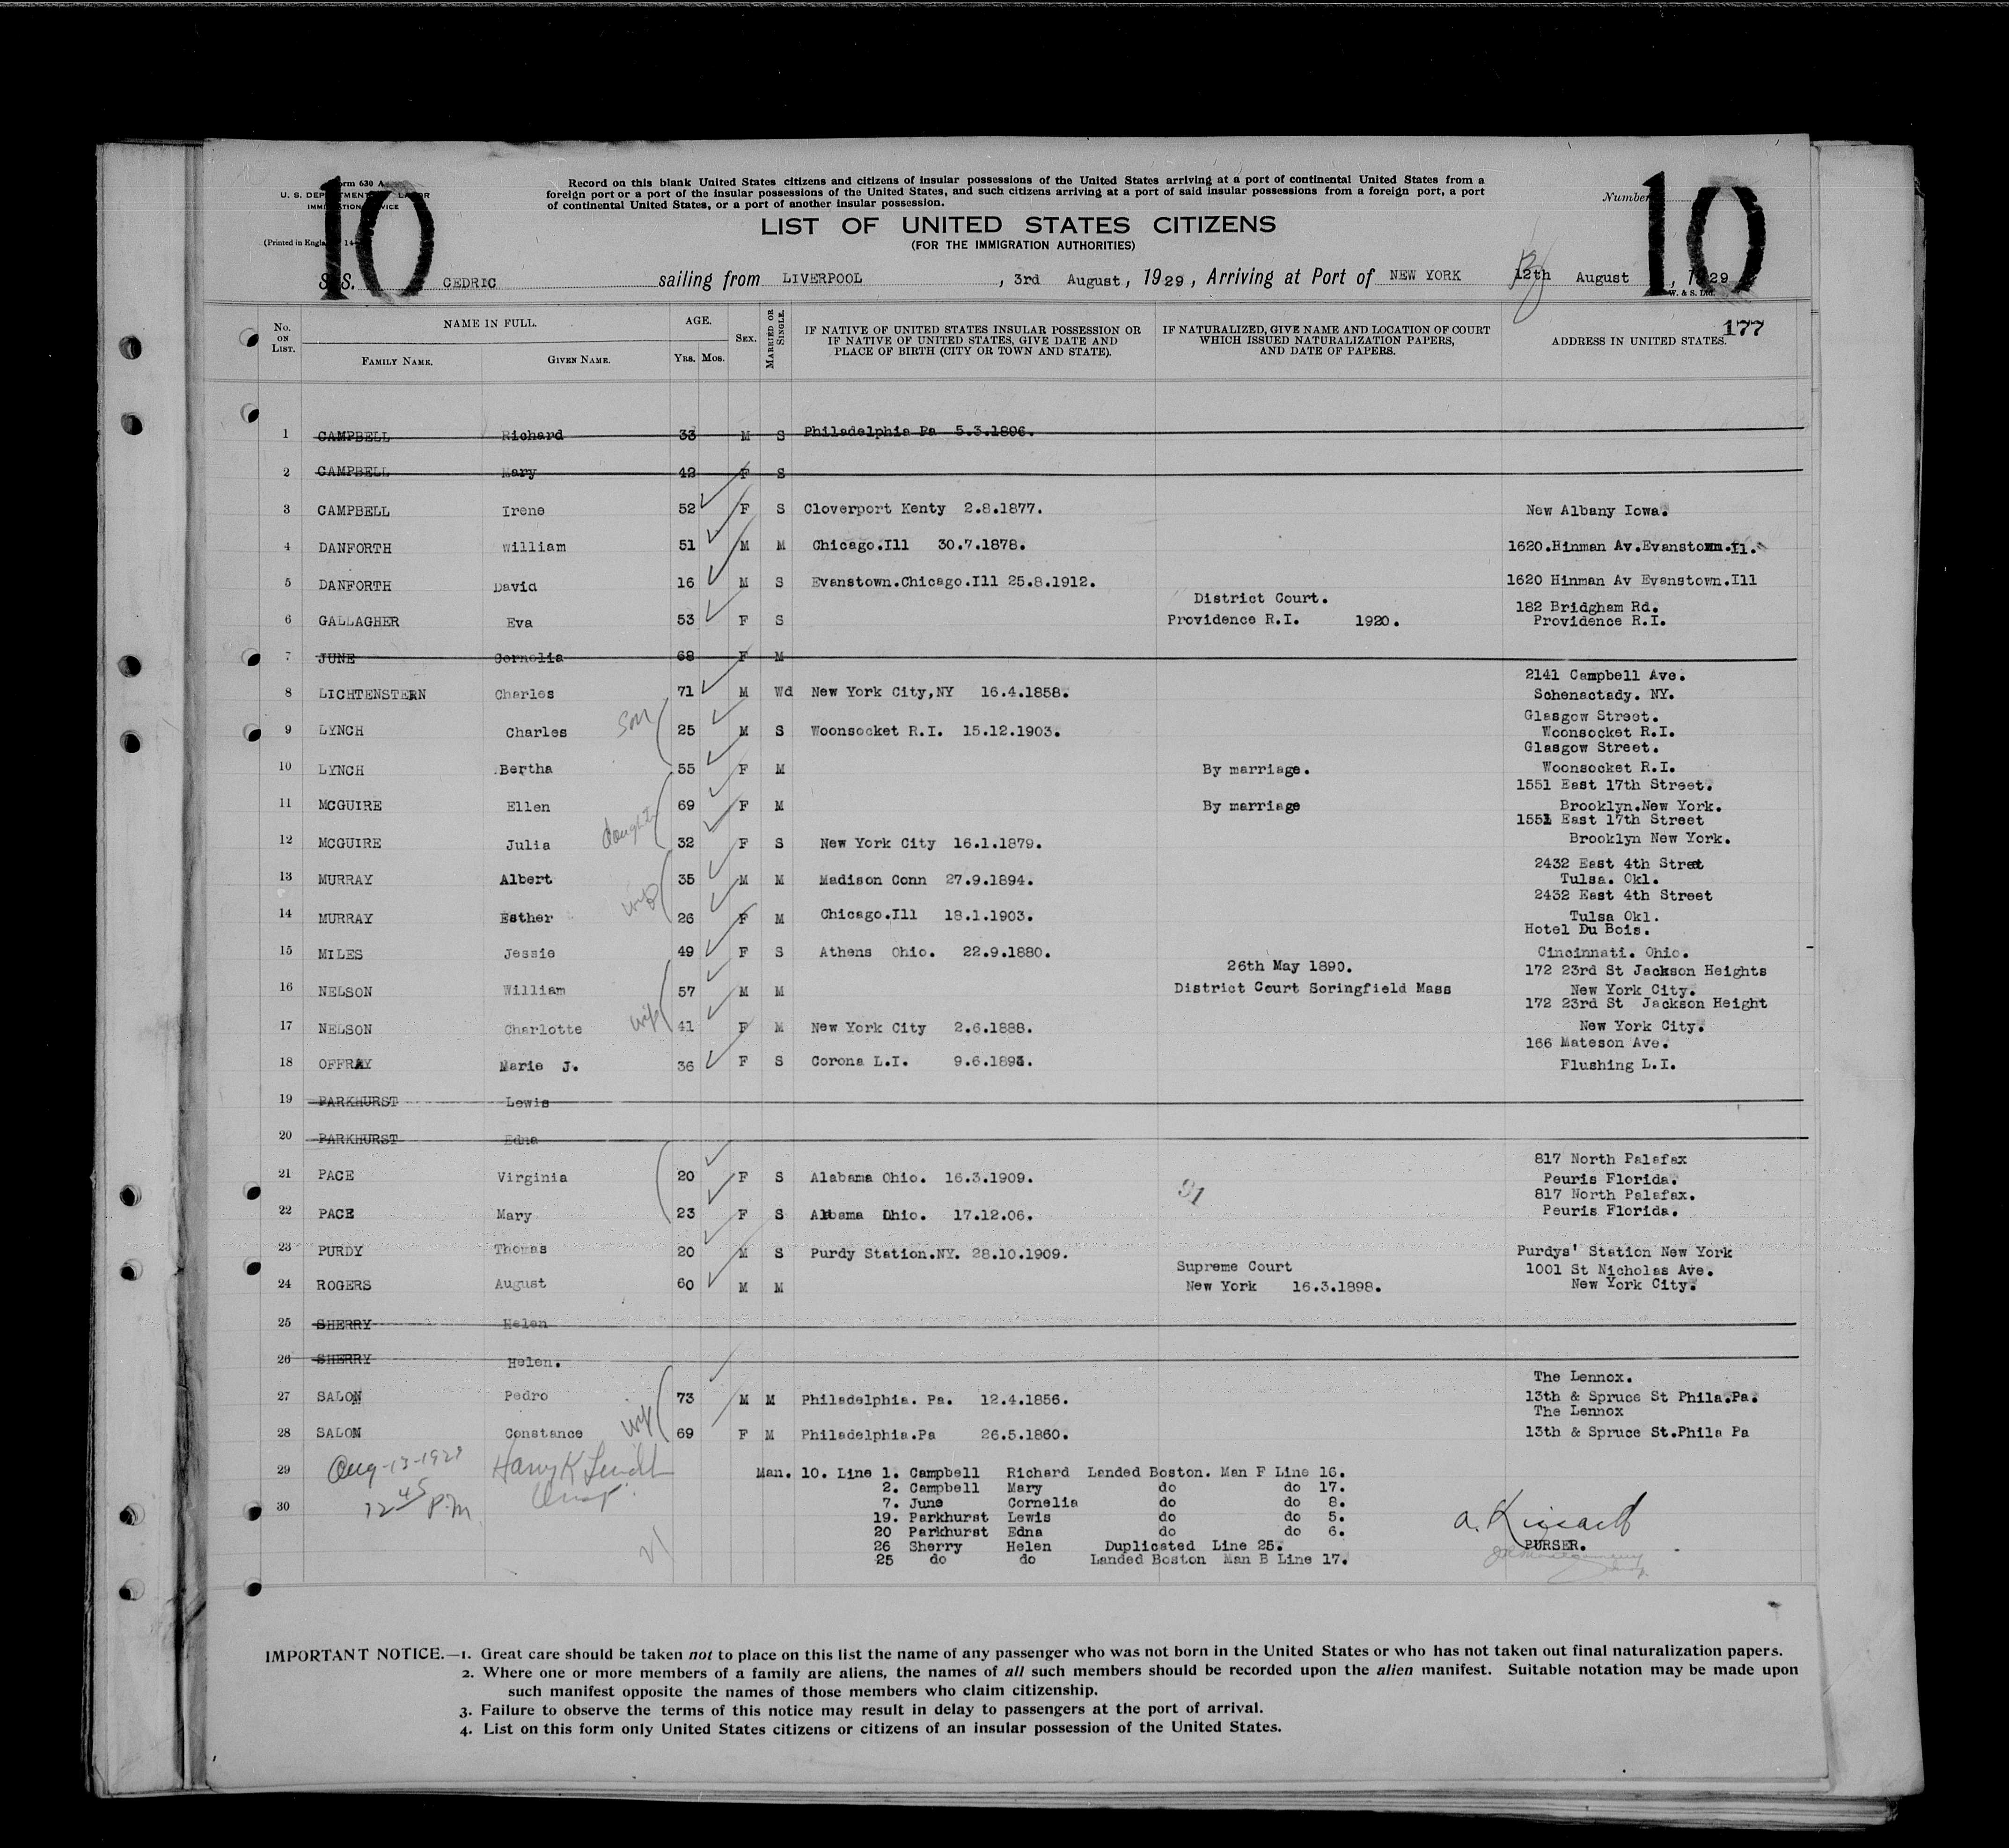 10
10
Form 630 A
U. S. DEPARTMENT OF LABOR
IMMIGRATION SERVICE
(Printed in England 14
Record on this blank United States citizens and citizens of insular possessions of the United States arriving at a port of continental United States from a
foreign port or a port of the insular possessions of the United States, and such citizens arriving at a port of said insular possessions from a foreign port, a port
of continental United States, or a port of another insular possession.
Number
LIST OF UNITED STATES CITIZENS
(FOR THE IMMIGRATION AUTHORITIES)
S.S. CEDRIC sailing from LIVERPOOL, 3rd August, 1929, Arriving at Port of NEW YORK 12th August, 1929
W. & S. Ltd.
177
No. ON LIST. NAME IN FULL. FAMILY NAME. GIVEN NAME. AGE. YRS. MOS. SEX. MARRIED OR SINGLE. IF NATIVE OF UNITED STATES INSULAR POSSESSION OR IF NATIVE OF UNITED STATES, GIVE DATE AND PLACE OF BIRTH (CITY OR TOWN AND STATE). IF NATURALIZED, GIVE NAME AND LOCATION OF COURT WHICH ISSUED NATURALIZATION PAPERS, AND DATE OF PAPERS. ADDRESS IN UNITED STATES.
1 CAMPBELL Richard 33 M S Philadelphia Pa 5.3.1896.
2 CAMPBELL Mary 42 F S
3 CAMPBELL Irene 52 F S Cloverport Kenty 2.8.1877. New Albany Iowa.
4 DANFORTH William 51 M M Chicago.Ill 30.7.1878. 1620.Hinman Av.Evanstown.Il.
5 DANFORTH David 16 M S Evanstown.Chicago.Ill 25.8.1912. 1620 Hinman Av Evanstown.Ill
District Court. 182 Bridgham Rd.
6 GALLAGHER Eva 53 F S Providence R.I. 1920. Providence R.I.
7 JUNE Cornelia 68 F M
2141 Campbell Ave.
8 LICHTENSTERN Charles 71 M Wd New York City,NY 16.4.1858. Schenactady. NY.
Glasgow Street.
9 LYNCH Charles son 25 M S Woonsocket R.I. 15.12.1903. Woonsocket R.I.
Glasgow Street.
10 LYNCH Bertha 55 F M By marriage. Woonsocket R.I.
1551 East 17th Street.
11 MCGUIRE Ellen 69 F M By marriage Brooklyn.New York.
1551 East 17th Street
12 MCGUIRE Julia daughter 32 F S New York City 16.1.1879. Brooklyn New York.
2432 East 4th Street
13 MURRAY Albert 35 M M Madison Conn 27.9.1894. Tulsa. Okl.
2432 East 4th Street
14 MURRAY Esther wife 26 F M Chicago.Ill 18.1.1903. Tulsa Okl.
Hotel Du Bois.
15 MILES Jessie 49 F S Athens Ohio. 22.9.1880. Cincinnati. Ohio.
26th May 1890. 172 23rd St Jackson Heights
16 NELSON William 57 M M District Court Soringfield Mass New York City.
172 23rd St Jackson Height
17 NELSON Charlotte wife 41 F M New York City 2.6.1888. New York City.
166 Mateson Ave.
18 OFFRAY Marie J. 36 F S Corona L.I. 9.6.1893. Flushing L.I.
19 PARKHURST Lewis
20 PARKHURST Edna
817 North Palafax
21 PACE Virginia 20 F S Alabama Ohio. 16.3.1909. Peuris Florida.
91 817 North Palafax.
22 PACE Mary 23 F S Albama Ohio. 17.12.06. Peuris Florida.
23 PURDY Thomas 20 M S Purdy Station.NY. 28.10.1909. Purdys' Station New York
Supreme Court 1001 St Nicholas Ave.
24 ROGERS August 60 M M New York 16.3.1898. New York City.
25 SHERRY Helen
26 SHERRY Helen.
The Lennox.
27 SALON Pedro 73 M M Philadelphia. Pa. 12.4.1856. 13th & Spruce St Phila.Pa.
The Lennox
28 SALON Constance wife 69 F M Philadelphia.Pa 26.5.1860. 13th & Spruce St.Phila Pa
29 Aug-13-1929 Harry K Man. 10. Line 1. Campbell Richard Landed Boston. Man F Line 16.
2. Campbell Mary do do 17.
30 12 45 P.M. 7. June Cornelia do do 8.
19. Parkhurst Lewis do do 5.
20 Parkhurst Edna do do 6.
26 Sherry Helen Duplicated Line 25.
25 do do Landed Boston Man B Line 17.
PURSER.
IMPORTANT NOTICE.—1. Great care should be taken not to place on this list the name of any passenger who was not born in the United States or who has not taken out final naturalization papers.
2. Where one or more members of a family are aliens, the names of all such members should be recorded upon the alien manifest. Suitable notation may be made upon
such manifest opposite the names of those members who claim citizenship.
3. Failure to observe the terms of this notice may result in delay to passengers at the port of arrival.
4. List on this form only United States citizens or citizens of an insular possession of the United States.